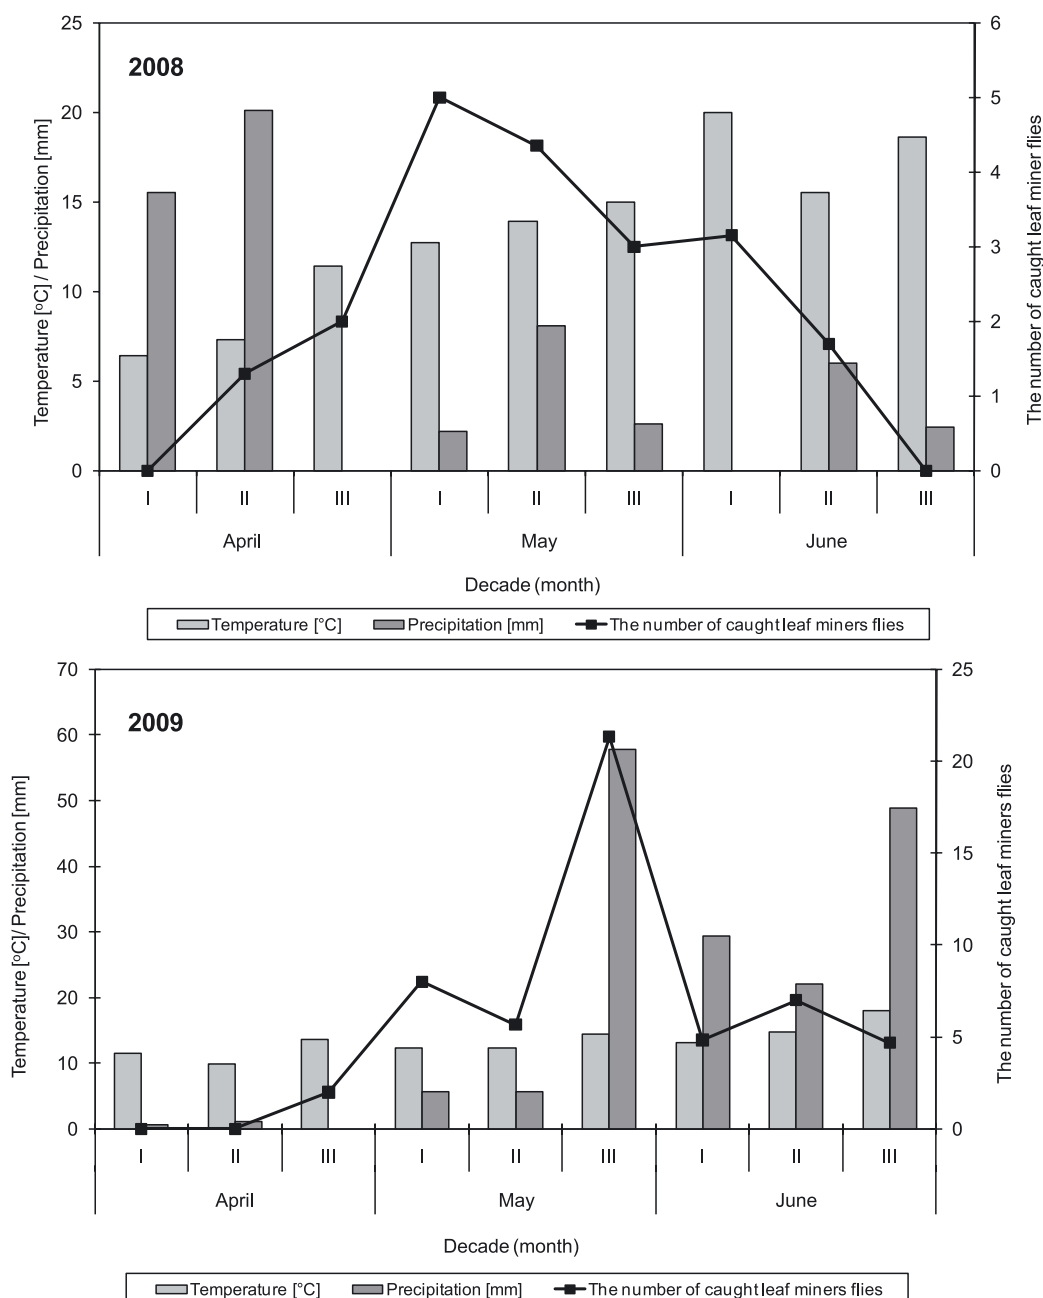 2008
25
20
15
10
5
0
Temperature [°C] / Precipitation [mm]
6
5
4
3
2
1
0
The number of caught leaf miner flies
I II III I II III I II III
April May June
Decade (month)
Temperature [°C] Precipitation [mm] The number of caught leaf miners flies
2009
70
60
50
40
30
20
10
0
Temperature [°C]/ Precipitation [mm]
25
20
15
10
5
0
The number of caught leaf miners flies
I II III I II III I II III
April May June
Decade (month)
Temperature [°C] Precipitation [mm] The number of caught leaf miners flies